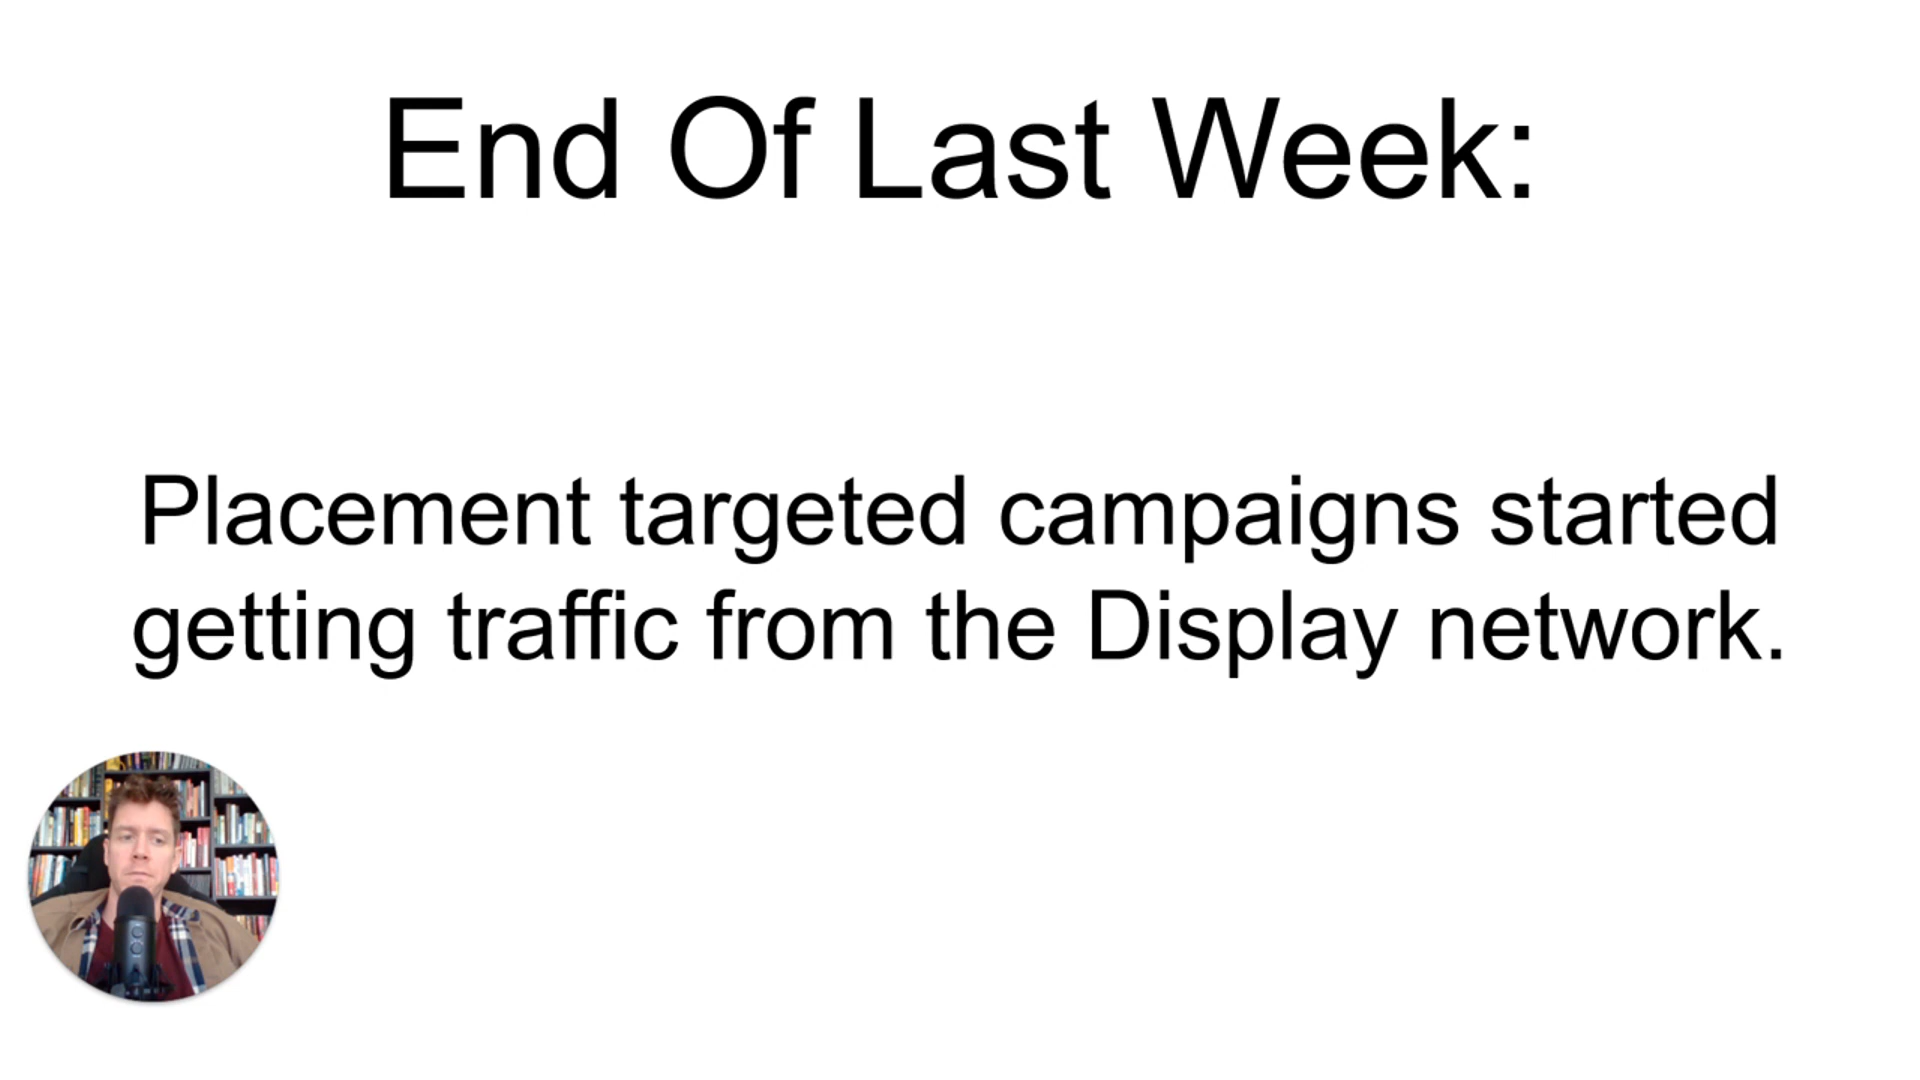 End Of Last Week:
Placement targeted campaigns started
getting traffic from the Display network.